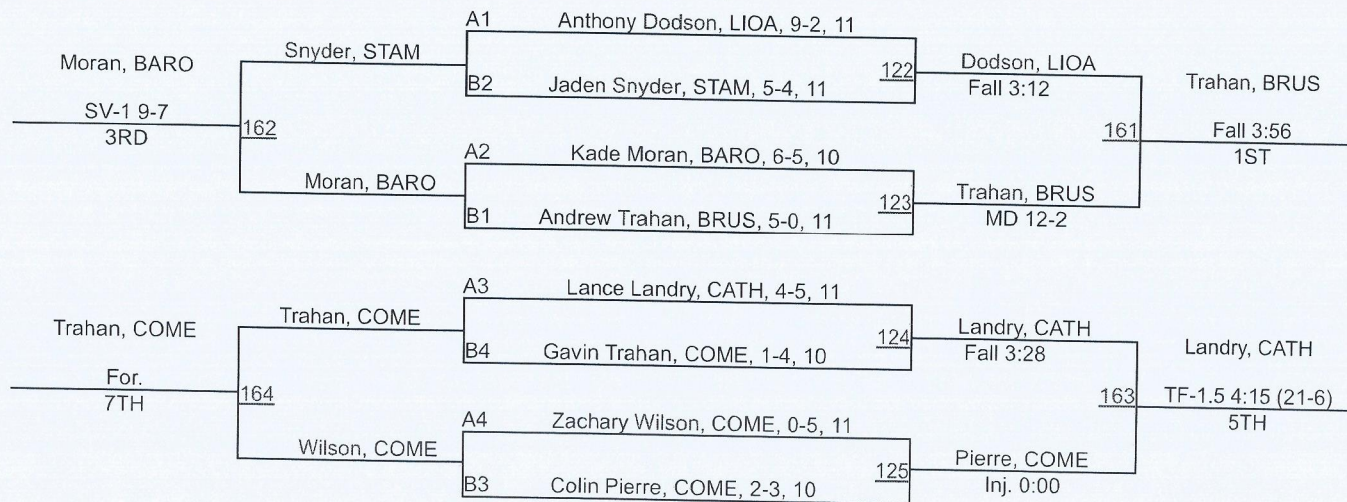 A1 Anthony Dodson, LIOA, 9-2, 11
Snyder, STAM
Moran, BARO
122 Dodson, LIOA
Trahan, BRUS
B2 Jaden Snyder, STAM, 5-4, 11
Fall 3:12
SV-1 9-7
162
161
Fall 3:56
3RD
1ST
A2 Kade Moran, BARO, 6-5, 10
Moran, BARO
123 Trahan, BRUS
B1 Andrew Trahan, BRUS, 5-0, 11
MD 12-2
A3 Lance Landry, CATH, 4-5, 11
Trahan, COME
Trahan, COME
124 Landry, CATH
Landry, CATH
B4 Gavin Trahan, COME, 1-4, 10
Fall 3:28
For.
164
163
TF-1.5 4:15 (21-6)
7TH
5TH
A4 Zachary Wilson, COME, 0-5, 11
Wilson, COME
125 Pierre, COME
B3 Colin Pierre, COME, 2-3, 10
Inj. 0:00